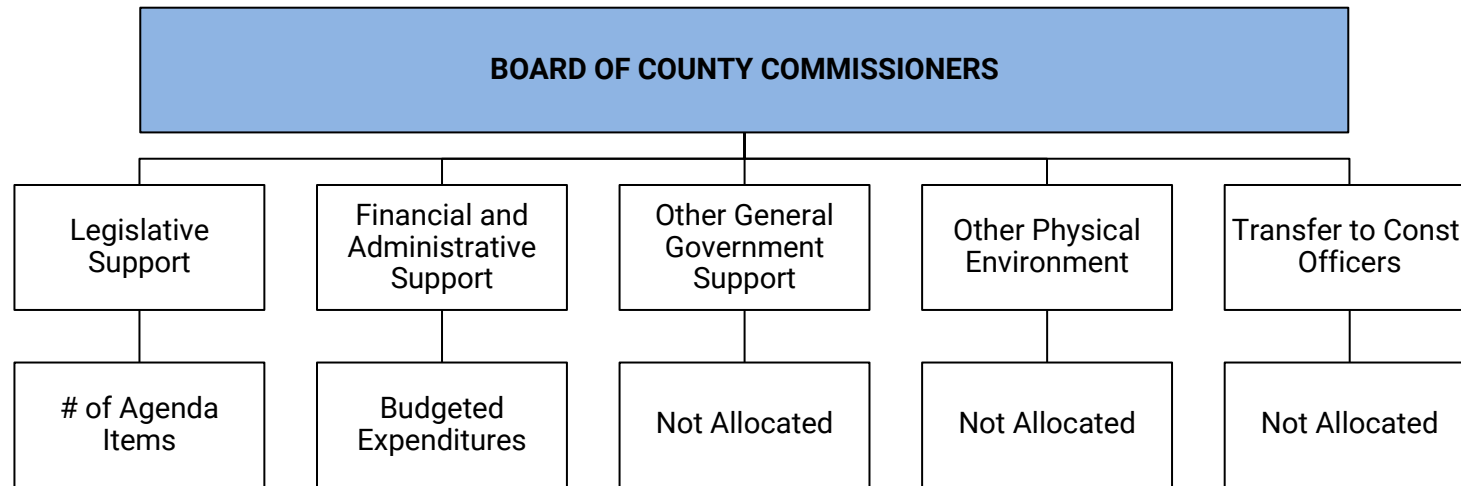 BOARD OF COUNTY COMMISSIONERS
Legislative
Support
Financial and
Administrative
Support
Other General
Government
Support
Other Physical
Environment
Transfer to Const
Officers
# of Agenda
Items
Budgeted
Expenditures
Not Allocated
Not Allocated
Not Allocated